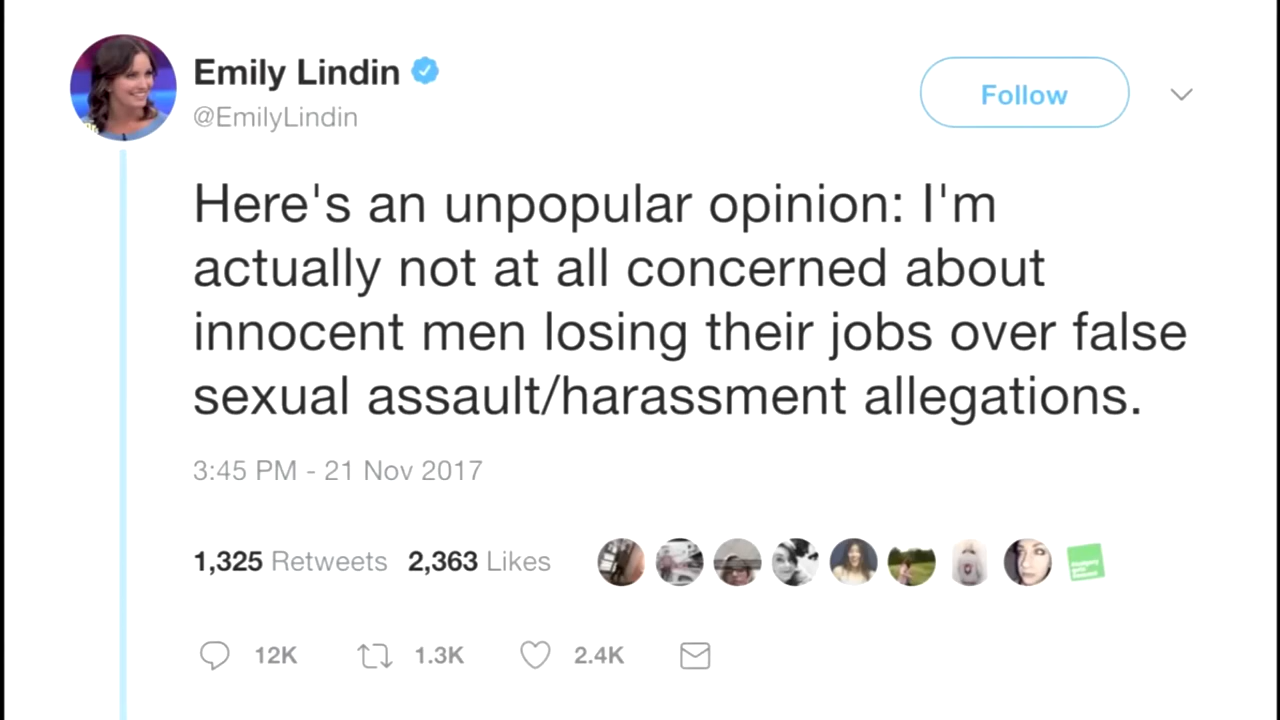 Emily Lindin
@EmilyLindin
Follow
Here's an unpopular opinion: I'm
actually not at all concerned about
innocent men losing their jobs over false
sexual assault/harassment allegations.
3:45 PM - 21 Nov 2017
1,325 Retweets 2,363 Likes
12K 1.3K 2.4K